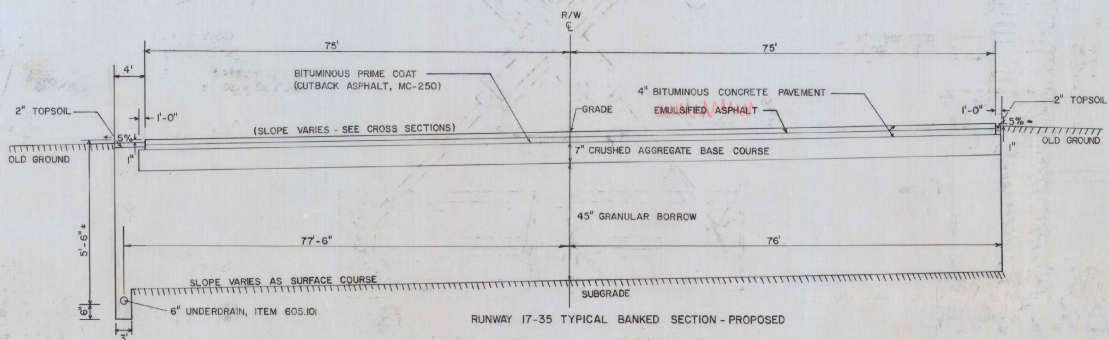 R/W
℄
75'
75'
4'
BITUMINOUS PRIME COAT
(CUTBACK ASPHALT, MC-250)
4" BITUMINOUS CONCRETE PAVEMENT
2" TOPSOIL
1'-0"
GRADE
EMULSIFIED ASPHALT
1'-0"
2" TOPSOIL
5%
(SLOPE VARIES - SEE CROSS SECTIONS)
5%
OLD GROUND
1"
7" CRUSHED AGGREGATE BASE COURSE
1"
OLD GROUND
45" GRANULAR BORROW
5'-6" ±
77'-6"
76'
SLOPE VARIES AS SURFACE COURSE
SUBGRADE
6"
6" UNDERDRAIN, ITEM 605.101
RUNWAY 17-35 TYPICAL BANKED SECTION - PROPOSED
3'